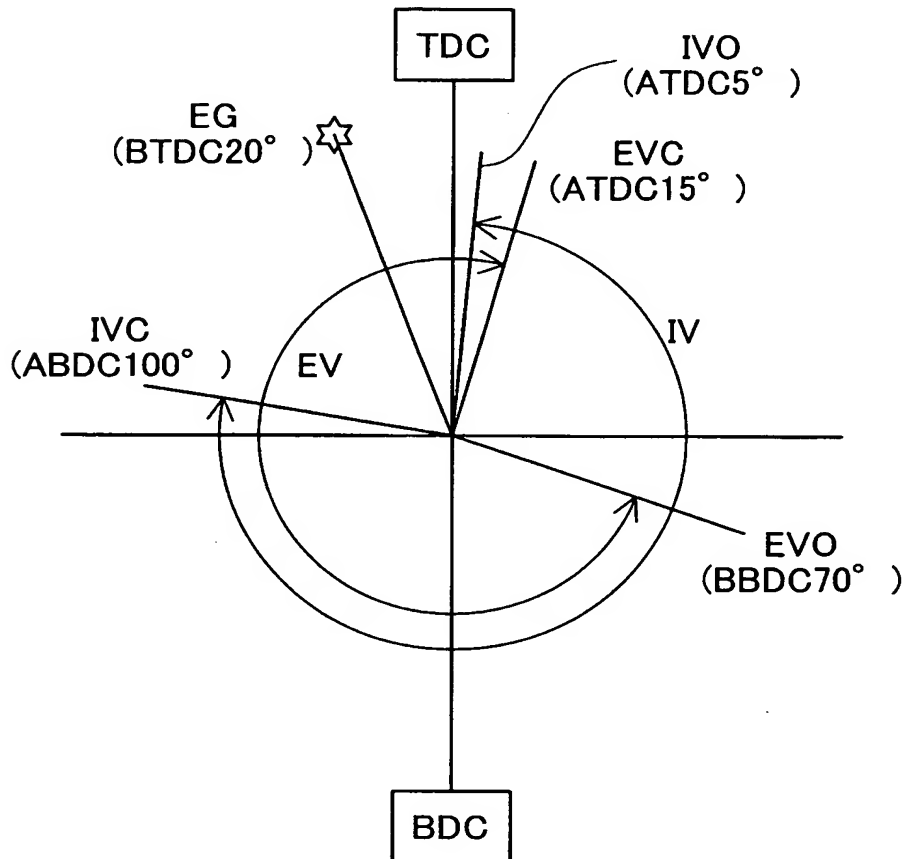 TDC
IVO
(ATDC5° )
EG
(BTDC20° )
EVC
(ATDC15° )
IVC
(ABDC100° )
EV
IV
EVO
(BBDC70° )
BDC